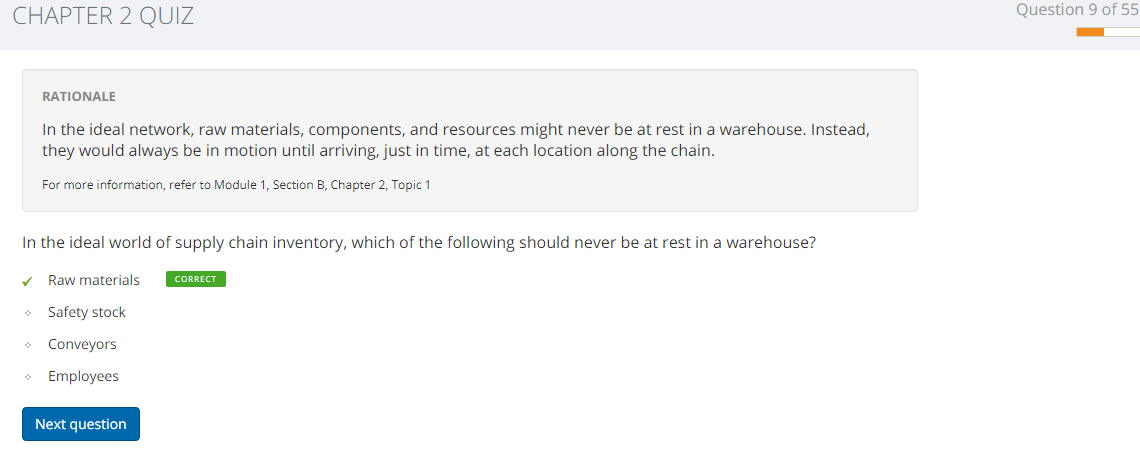 CHAPTER 2 QUIZ
Question 9 of 55
RATIONALE
In the ideal network, raw materials, components, and resources might never be at rest in a warehouse. Instead,
they would always be in motion until arriving, just in time, at each location along the chain.
For more information, refer to Module 1, Section B, Chapter 2, Topic 1
In the ideal world of supply chain inventory, which of the following should never be at rest in a warehouse?
Raw materials CORRECT
Safety stock
Conveyors
Employees
Next question